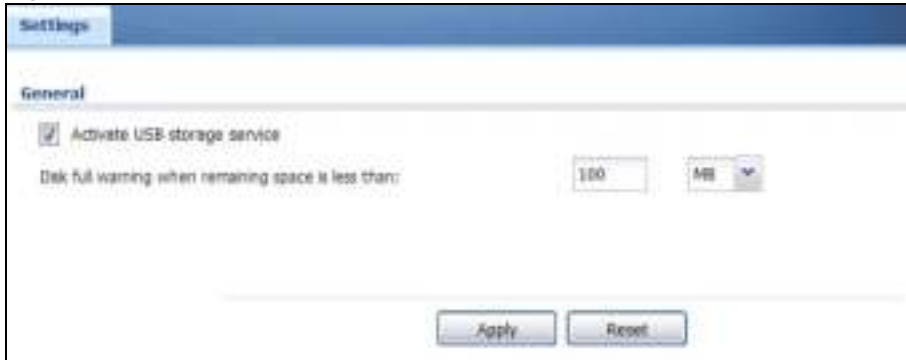 Settings
General
Activate USB storage service
Disk full warning when remaining space is less than: 100 MB
Apply Reset